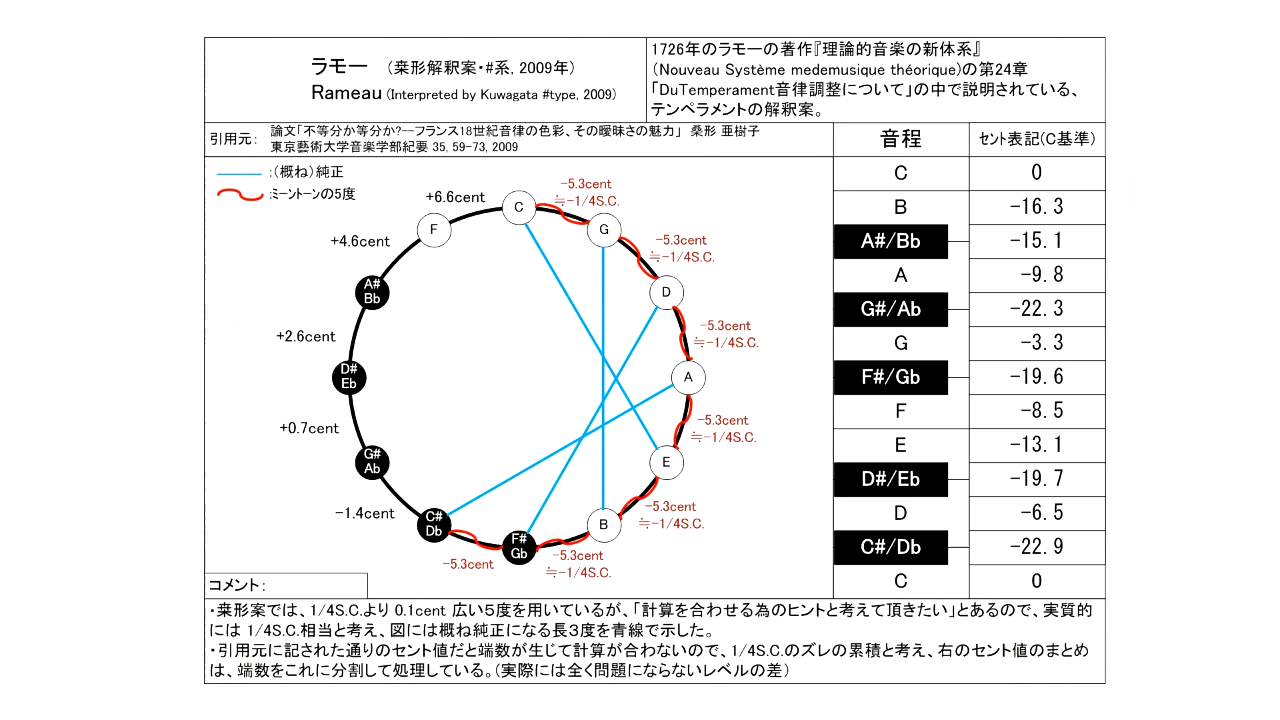 ラモー (桒形解釈案・#系, 2009年)
Rameau (Interpreted by Kuwagata #type, 2009)
1726年のラモーの著作『理論的音楽の新体系』
(Nouveau Système medemusique théorique)の第24章
「DuTemperament音律調整について」の中で説明されている、
テンペラメントの解釈案。
引用元: 論文「不等分か等分か?--フランス18世紀音律の色彩、その曖昧さの魅力」 桑形 亜樹子
東京藝術大学音楽学部紀要 35, 59-73, 2009
:(概ね)純正
:ミーントーンの5度
C
G
D
A
E
B
F#
Gb
C#
Db
G#
Ab
D#
Eb
A#
Bb
F
-5.3cent
≒-1/4S.C.
-5.3cent
≒-1/4S.C.
-5.3cent
≒-1/4S.C.
-5.3cent
≒-1/4S.C.
-5.3cent
≒-1/4S.C.
-5.3cent
≒-1/4S.C.
-5.3cent
-1.4cent
+0.7cent
+2.6cent
+4.6cent
+6.6cent
音程 セント表記(C基準)
C 0
B -16.3
A#/Bb -15.1
A -9.8
G#/Ab -22.3
G -3.3
F#/Gb -19.6
F -8.5
E -13.1
D#/Eb -19.7
D -6.5
C#/Db -22.9
C 0
コメント:
・桒形案では、1/4S.C.より 0.1cent 広い５度を用いているが、「計算を合わせる為のヒントと考えて頂きたい」とあるので、実質的
には 1/4S.C.相当と考え、図には概ね純正になる長３度を青線で示した。
・引用元に記された通りのセント値だと端数が生じて計算が合わないので、1/4S.C.のズレの累積と考え、右のセント値のまとめ
は、端数をこれに分割して処理している。(実際には全く問題にならないレベルの差)